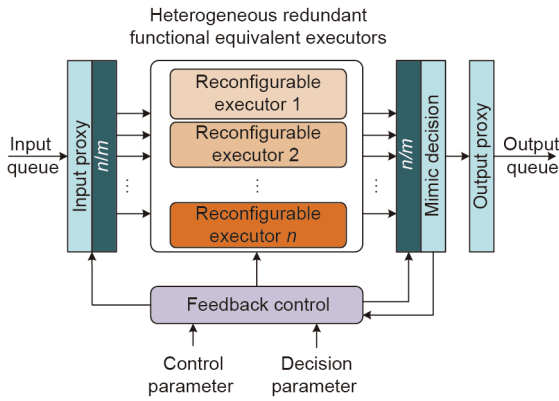 Heterogeneous redundant
functional equivalent executors
Input
queue
Input proxy
n/m
Reconfigurable
executor 1
Reconfigurable
executor 2
⋮
Reconfigurable
executor n
n/m
Mimic decision
Output proxy
Output
queue
Feedback control
Control
parameter
Decision
parameter